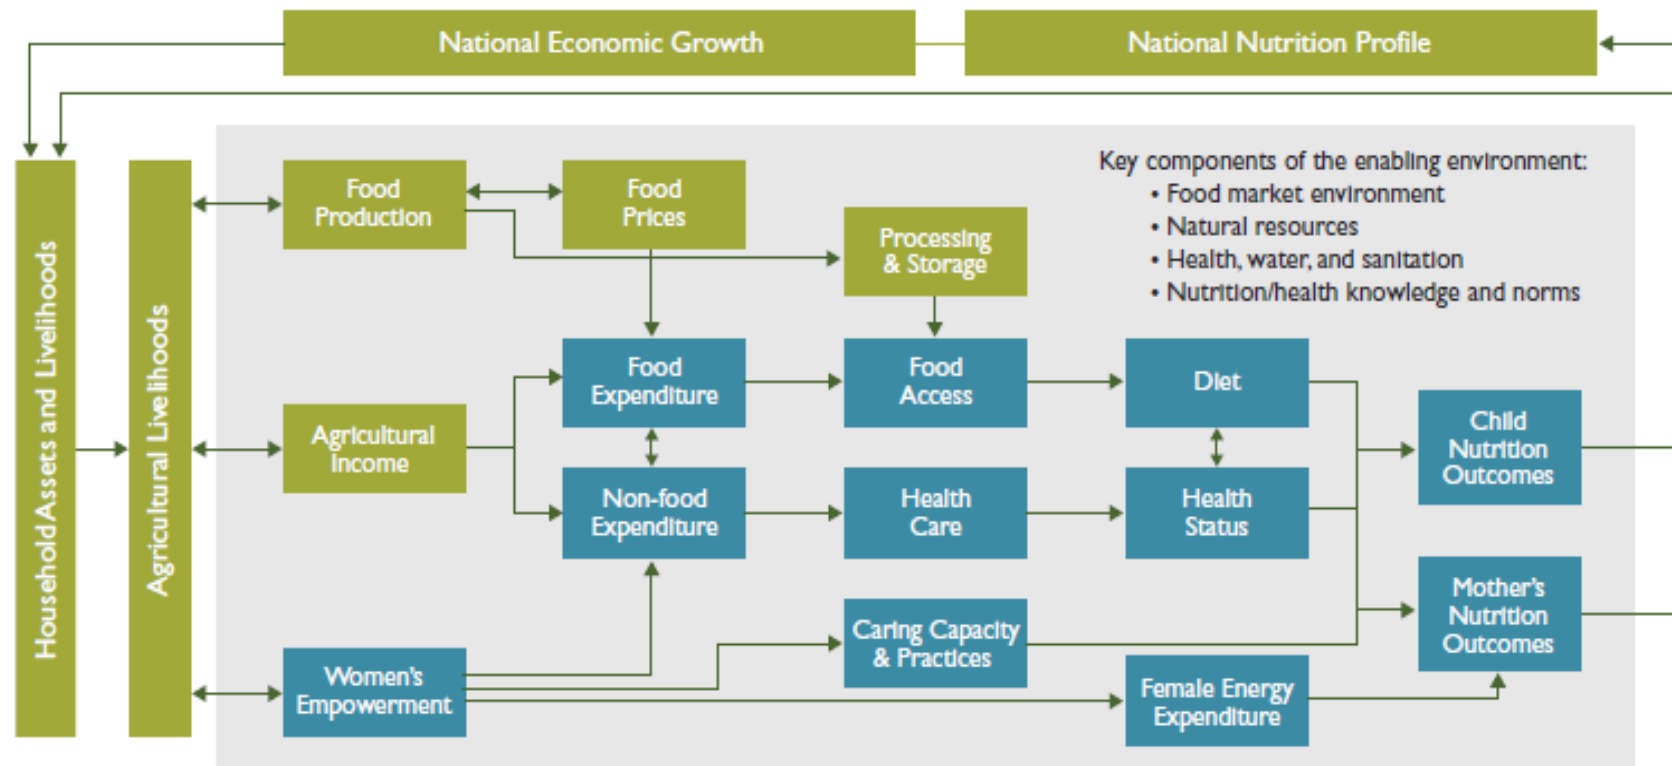 National Economic Growth
National Nutrition Profile
Household Assets and Livelihoods
Agricultural Livelihoods
Key components of the enabling environment:
• Food market environment
• Natural resources
• Health, water, and sanitation
• Nutrition/health knowledge and norms
Food
Production
Food
Prices
Processing
& Storage
Food
Expenditure
Food
Access
Diet
Agricultural
Income
Child
Nutrition
Outcomes
Non-food
Expenditure
Health
Care
Health
Status
Women's
Empowerment
Caring Capacity
& Practices
Female Energy
Expenditure
Mother's
Nutrition
Outcomes